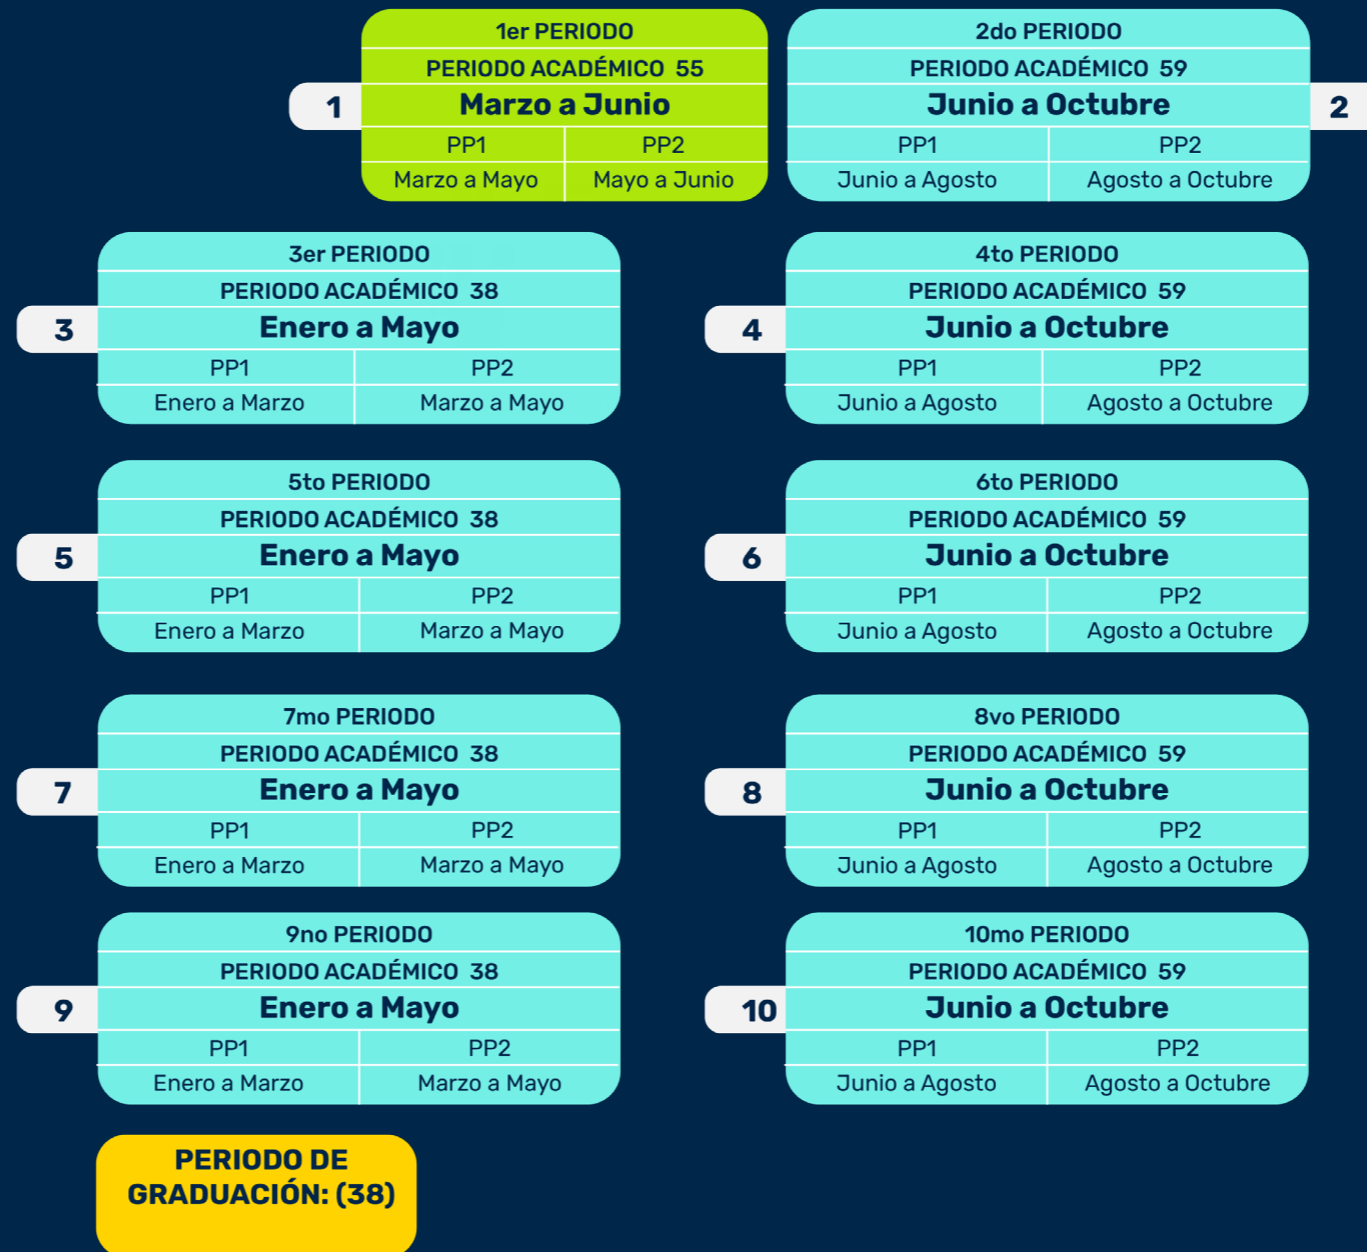 1er PERIODO
PERIODO ACADÉMICO 55
1
Marzo a Junio
PP1 PP2
Marzo a Mayo Mayo a Junio
2do PERIODO
PERIODO ACADÉMICO 59
Junio a Octubre
2
PP1 PP2
Junio a Agosto Agosto a Octubre
3er PERIODO
PERIODO ACADÉMICO 38
3
Enero a Mayo
PP1 PP2
Enero a Marzo Marzo a Mayo
4to PERIODO
PERIODO ACADÉMICO 59
4
Junio a Octubre
PP1 PP2
Junio a Agosto Agosto a Octubre
5to PERIODO
PERIODO ACADÉMICO 38
5
Enero a Mayo
PP1 PP2
Enero a Marzo Marzo a Mayo
6to PERIODO
PERIODO ACADÉMICO 59
6
Junio a Octubre
PP1 PP2
Junio a Agosto Agosto a Octubre
7mo PERIODO
PERIODO ACADÉMICO 38
7
Enero a Mayo
PP1 PP2
Enero a Marzo Marzo a Mayo
8vo PERIODO
PERIODO ACADÉMICO 59
8
Junio a Octubre
PP1 PP2
Junio a Agosto Agosto a Octubre
9no PERIODO
PERIODO ACADÉMICO 38
9
Enero a Mayo
PP1 PP2
Enero a Marzo Marzo a Mayo
10mo PERIODO
PERIODO ACADÉMICO 59
10
Junio a Octubre
PP1 PP2
Junio a Agosto Agosto a Octubre
PERIODO DE
GRADUACIÓN: (38)